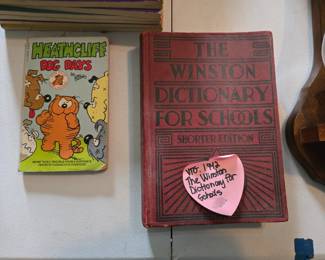 HEATHCLIFF
DOG DAYS
THE
WINSTON
DICTIONARY
FOR SCHOOLS
SHORTER EDITION
VTG. 1942
The Winston
Dictionary for
Schools